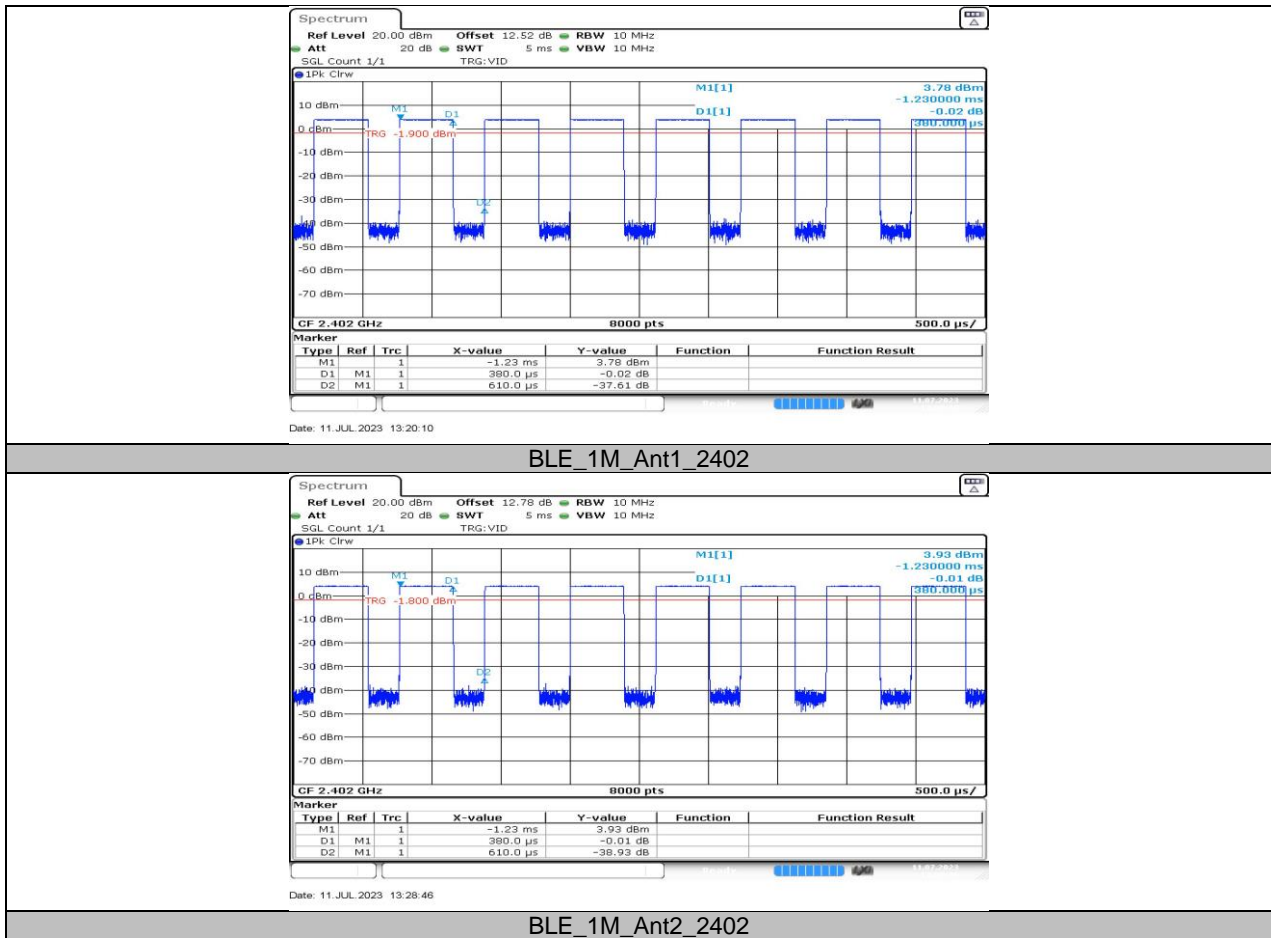 Spectrum
Ref Level 20.00 dBm Offset 12.52 dB RBW 10 MHz
Att 20 dB SWT 5 ms VBW 10 MHz
SGL Count 1/1 TRG:VID
1Pk Clrw
M1[1] 3.78 dBm
-1.230000 ms
D1[1] -0.02 dB
380.000 µs
10 dBm
M1 D1
0 dBm
TRG -1.900 dBm
-10 dBm
-20 dBm
-30 dBm
D2
-40 dBm
-50 dBm
-60 dBm
-70 dBm
CF 2.402 GHz 8000 pts 500.0 µs/
Marker
Type Ref Trc X-value Y-value Function Function Result
M1 1 -1.23 ms 3.78 dBm
D1 M1 1 380.0 µs -0.02 dB
D2 M1 1 610.0 µs -37.61 dB
Ready 11.07.2023
Date: 11.JUL.2023 13:20:10
BLE_1M_Ant1_2402
Spectrum
Ref Level 20.00 dBm Offset 12.78 dB RBW 10 MHz
Att 20 dB SWT 5 ms VBW 10 MHz
SGL Count 1/1 TRG:VID
1Pk Clrw
M1[1] 3.93 dBm
-1.230000 ms
D1[1] -0.01 dB
380.000 µs
10 dBm
M1 D1
0 dBm
TRG -1.800 dBm
-10 dBm
-20 dBm
-30 dBm
D2
-40 dBm
-50 dBm
-60 dBm
-70 dBm
CF 2.402 GHz 8000 pts 500.0 µs/
Marker
Type Ref Trc X-value Y-value Function Function Result
M1 1 -1.23 ms 3.93 dBm
D1 M1 1 380.0 µs -0.01 dB
D2 M1 1 610.0 µs -38.93 dB
Ready 11.07.2023
Date: 11.JUL.2023 13:28:46
BLE_1M_Ant2_2402